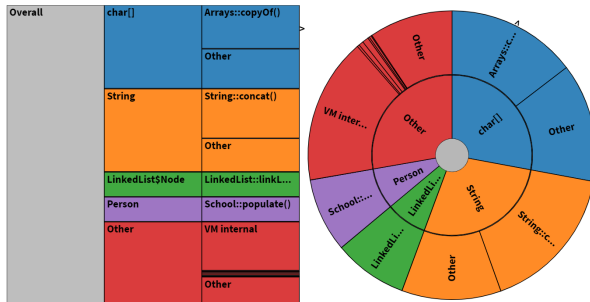 Overall
char[]
Arrays::copyOf()
Other
String
String::concat()
Other
LinkedList$Node
LinkedList::linkL...
Person
School::populate()
Other
VM internal
Other
Other
Arrays::c...
VM inter...
Other
char[]
Other
Person
School::...
LinkedLi...
String
String::c...
LinkedLi...
Other